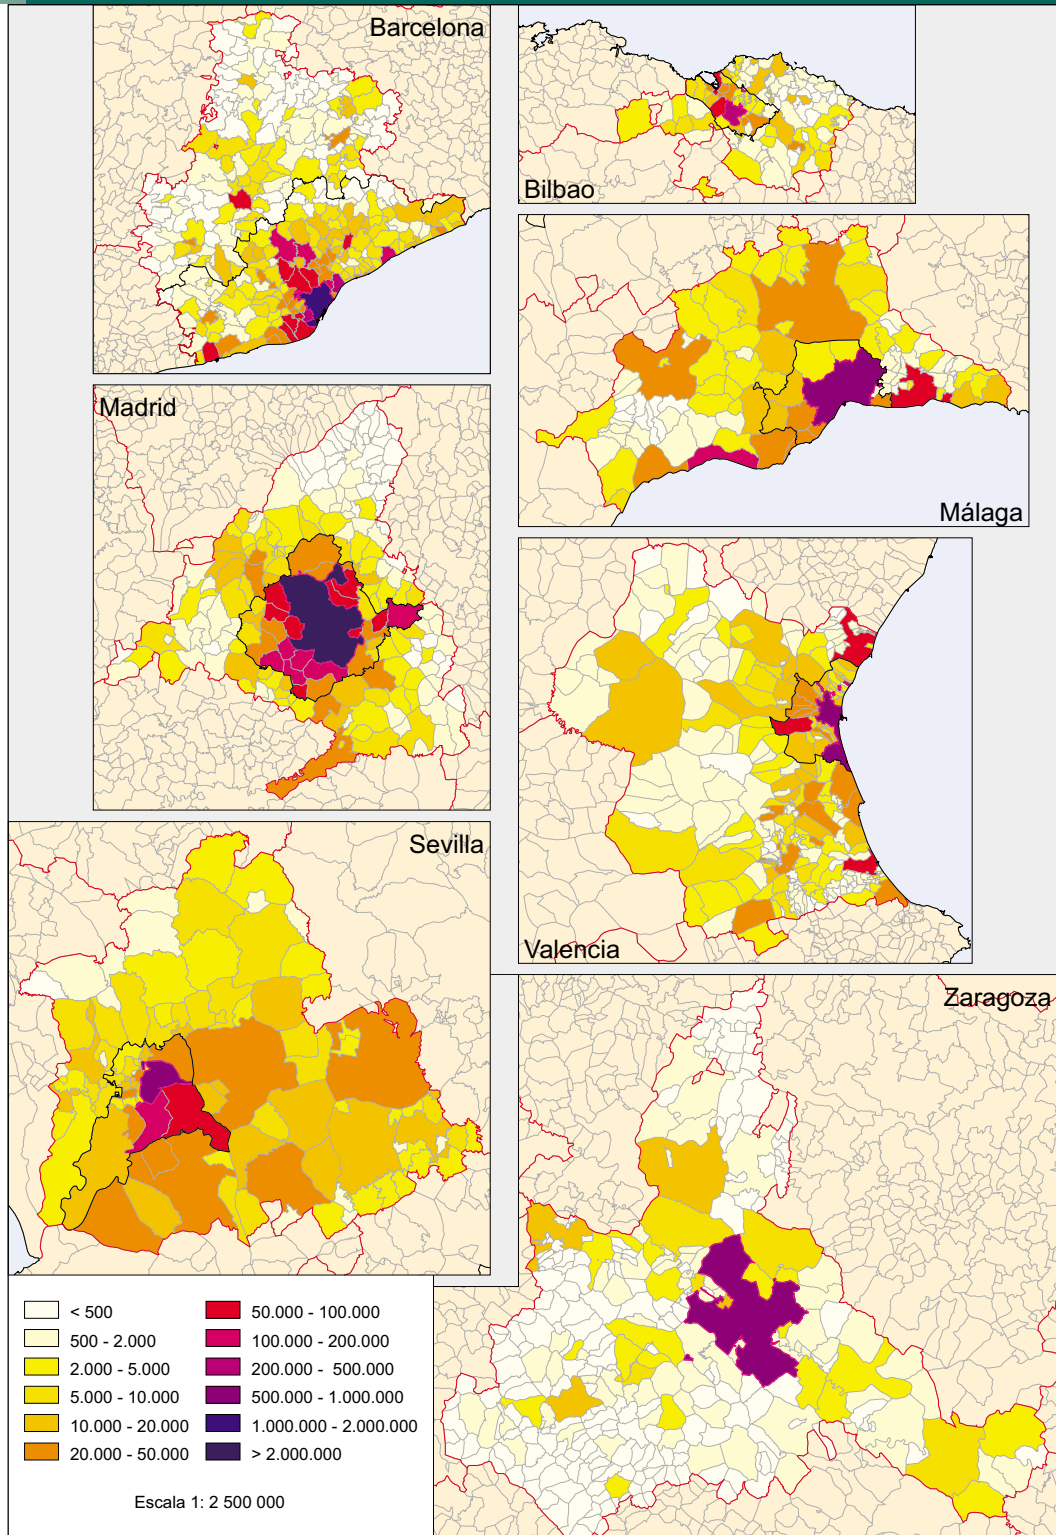 Barcelona
Bilbao
Madrid
Málaga
Sevilla
Valencia
Zaragoza
< 500
500 - 2.000
2.000 - 5.000
5.000 - 10.000
10.000 - 20.000
20.000 - 50.000
50.000 - 100.000
100.000 - 200.000
200.000 - 500.000
500.000 - 1.000.000
1.000.000 - 2.000.000
> 2.000.000
Escala 1: 2 500 000